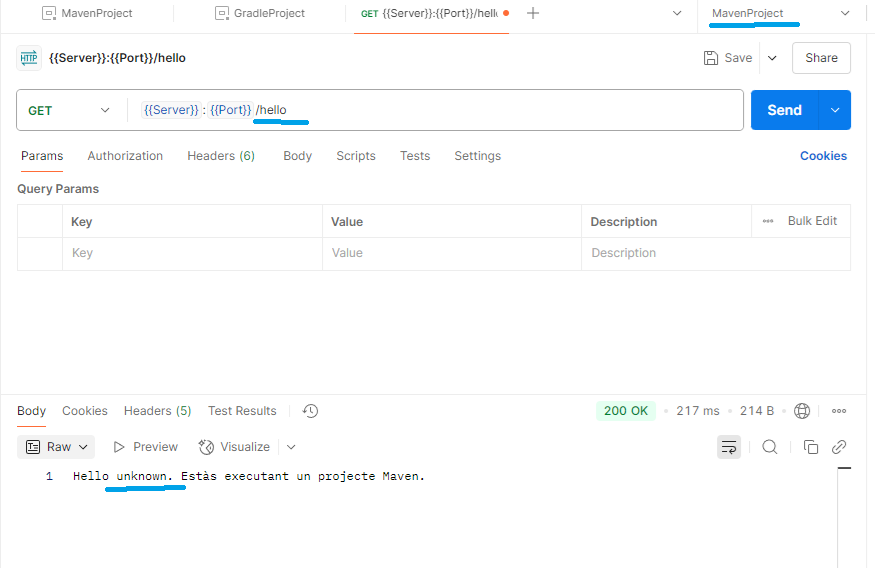 MavenProject
GradleProject
GET {{Server}}:{{Port}}/hell
MavenProject
HTTP {{Server}}:{{Port}}/hello
Save
Share
GET
{{Server}} : {{Port}} /hello
Send
Params Authorization Headers (6) Body Scripts Tests Settings Cookies
Query Params
Key Value Description Bulk Edit
Key Value Description
Body Cookies Headers (5) Test Results 200 OK 217 ms 214 B
Raw Preview Visualize
1 Hello unknown. Estàs executant un projecte Maven.